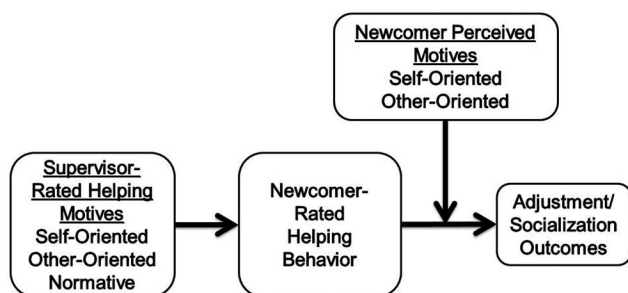 Newcomer Perceived
Motives
Self-Oriented
Other-Oriented
Supervisor-
Rated Helping
Motives
Self-Oriented
Other-Oriented
Normative
Newcomer-
Rated
Helping
Behavior
Adjustment/
Socialization
Outcomes